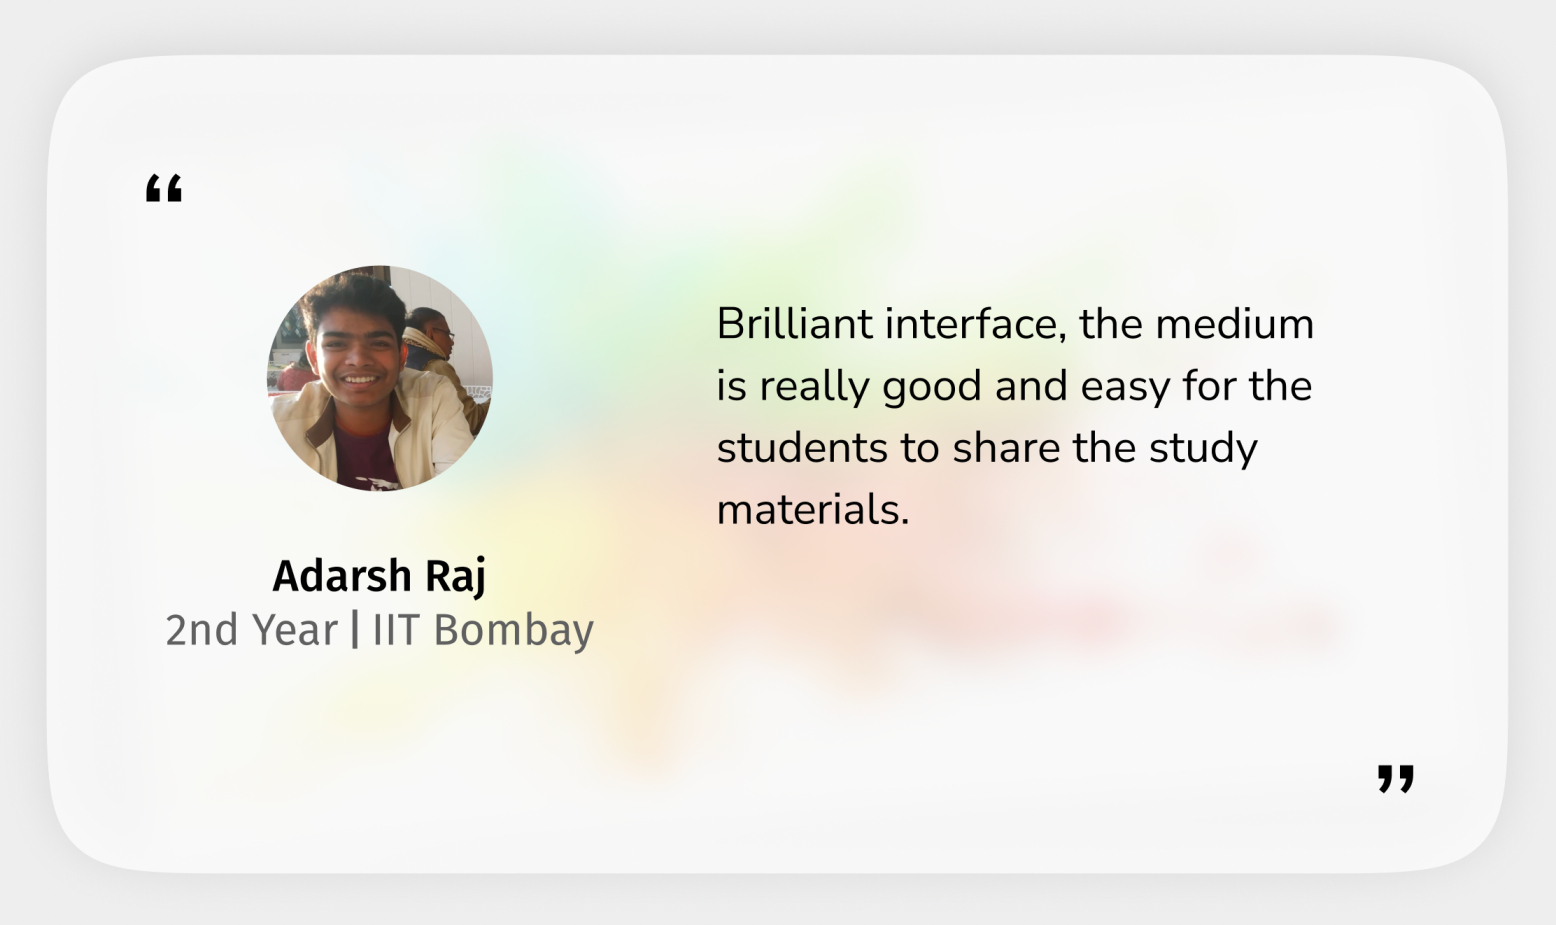 “
Brilliant interface, the medium
is really good and easy for the
students to share the study
materials.
Adarsh Raj
2nd Year | IIT Bombay
”